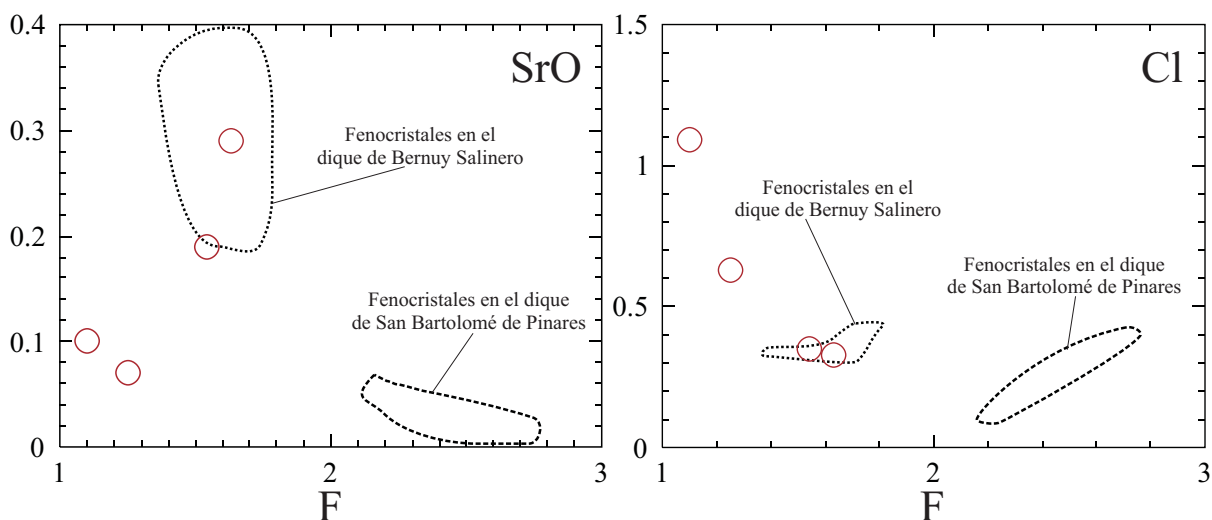 0.4
SrO
0.3
Fenocristales en el
dique de Bernuy Salinero
0.2
Fenocristales en el dique
de San Bartolomé de Pinares
0.1
0
1
2
3
F
1.5
Cl
1
Fenocristales en el
dique de Bernuy Salinero
Fenocristales en el dique
de San Bartolomé de Pinares
0.5
0
1
2
3
F